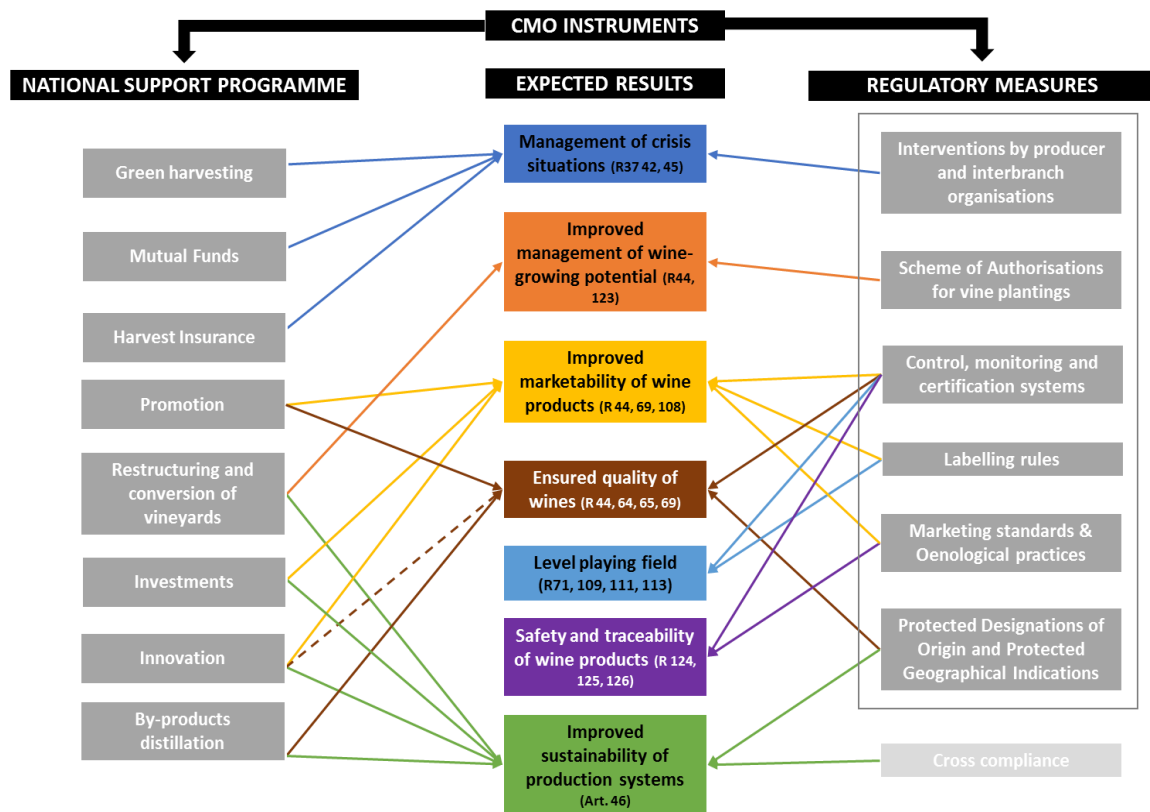 CMO INSTRUMENTS
NATIONAL SUPPORT PROGRAMME
EXPECTED RESULTS
REGULATORY MEASURES
Green harvesting
Mutual Funds
Harvest Insurance
Promotion
Restructuring and
conversion of
vineyards
Investments
Innovation
By-products
distillation
Management of crisis
situations (R37 42, 45)
Improved
management of wine-
growing potential (R44,
123)
Improved
marketability of wine
products (R 44, 69, 108)
Ensured quality of
wines (R 44, 64, 65, 69)
Level playing field
(R71, 109, 111, 113)
Safety and traceability
of wine products (R 124,
125, 126)
Improved
sustainability of
production systems
(Art. 46)
Interventions by producer
and interbranch
organisations
Scheme of Authorisations
for vine plantings
Control, monitoring and
certification systems
Labelling rules
Marketing standards &
Oenological practices
Protected Designations of
Origin and Protected
Geographical Indications
Cross compliance